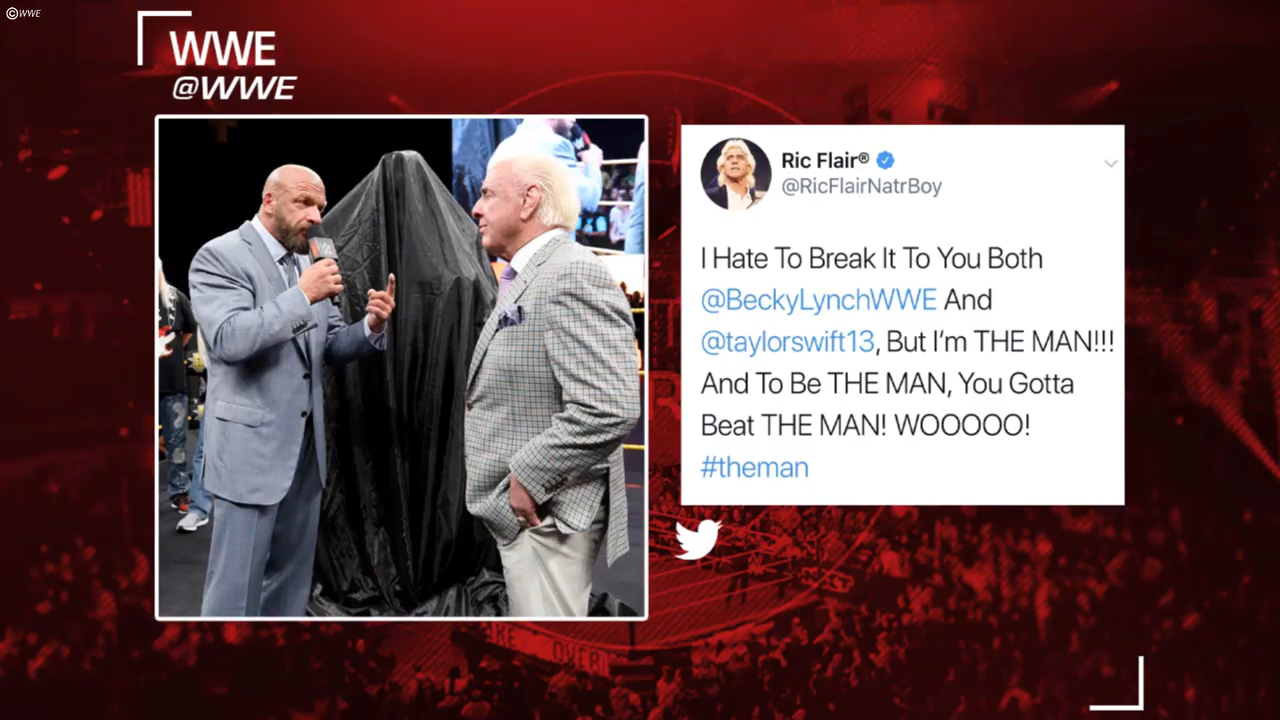 ©WWE
WWE
@WWE
Ric Flair®
@RicFlairNatrBoy
I Hate To Break It To You Both
@BeckyLynchWWE And
@taylorswift13, But I'm THE MAN!!!
And To Be THE MAN, You Gotta
Beat THE MAN! WOOOOO!
#theman